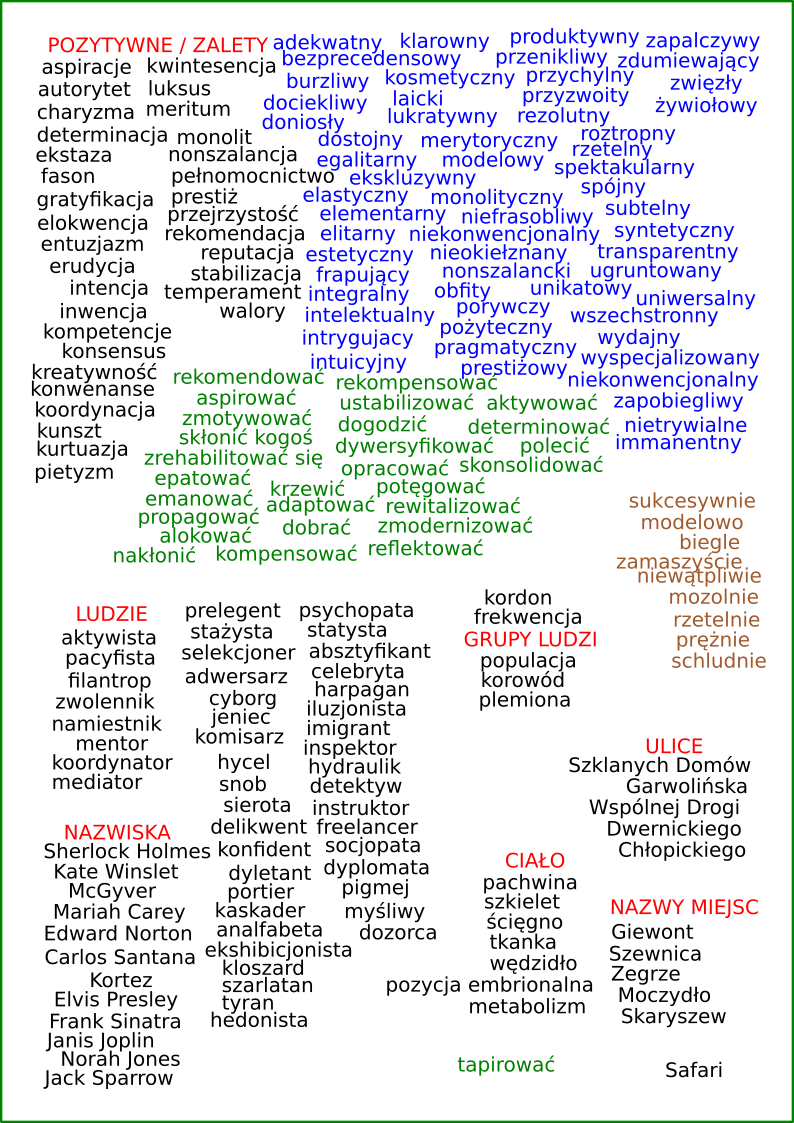 POZYTYWNE / ZALETY adekwatny klarowny produktywny zapalczywy
aspiracje kwintesencja bezprecedensowy przenikliwy zdumiewający
autorytet luksus burzliwy kosmetyczny przychylny zwięzły
charyzma meritum dociekliwy laicki przyzwoity żywiołowy
doniosły lukratywny rezolutny
determinacja monolit dostojny merytoryczny roztropny
ekstaza nonszalancja egalitarny modelowy rzetelny
fason pełnomocnictwo ekskluzywny spektakularny
gratyfikacja prestiż elastyczny monolityczny spójny
elokwencja przejrzystość elementarny niefrasobliwy subtelny
entuzjazm rekomendacja elitarny niekonwencjonalny syntetyczny
erudycja reputacja estetyczny nieokiełznany transparentny
intencja stabilizacja frapujący nonszalancki ugruntowany
temperament integralny obfity unikatowy uniwersalny
inwencja walory intelektualny porywczy wszechstronny
kompetencje intrygujacy pożyteczny wydajny
konsensus intuicyjny pragmatyczny wyspecjalizowany
kreatywność rekomendować rekompensować prestiżowy niekonwencjonalny
konwenanse aspirować ustabilizować aktywować zapobiegliwy
koordynacja zmotywować dogodzić determinować nietrywialne
kunszt skłonić kogoś dywersyfikować polecić immanentny
kurtuazja zrehabilitować się opracować skonsolidować
pietyzm epatować krzewić potęgować
emanować adaptować rewitalizować sukcesywnie
propagować dobrać zmodernizować modelowo
alokować reflektować biegle
nakłonić kompensować zamaszyście
niewątpliwie
mozolnie
rzetelnie
prężnie
schludnie
LUDZIE
aktywista
pacyfista
filantrop
zwolennik
namiestnik
mentor
koordynator
mediator
prelegent
stażysta
selekcjoner
adwersarz
cyborg
jeniec
komisarz
hycel
snob
sierota
delikwent
konfident
dyletant
portier
kaskader
analfabeta
ekshibicjonista
kloszard
szarlatan
tyran
hedonista
psychopata
statysta
absztyfikant
celebryta
harpagan
iluzjonista
imigrant
inspektor
hydraulik
detektyw
instruktor
freelancer
socjopata
dyplomata
pigmej
myśliwy
dozorca
kordon
frekwencja
GRUPY LUDZI
populacja
korowód
plemiona
ULICE
Szklanych Domów
Garwolińska
Wspólnej Drogi
Dwernickiego
Chłopickiego
NAZWISKA
Sherlock Holmes
Kate Winslet
McGyver
Mariah Carey
Edward Norton
Carlos Santana
Kortez
Elvis Presley
Frank Sinatra
Janis Joplin
Norah Jones
Jack Sparrow
CIAŁO
pachwina
szkielet
ścięgno
tkanka
wędzidło
pozycja embrionalna
metabolizm
NAZWY MIEJSC
Giewont
Szewnica
Zegrze
Moczydło
Skaryszew
tapirować
Safari